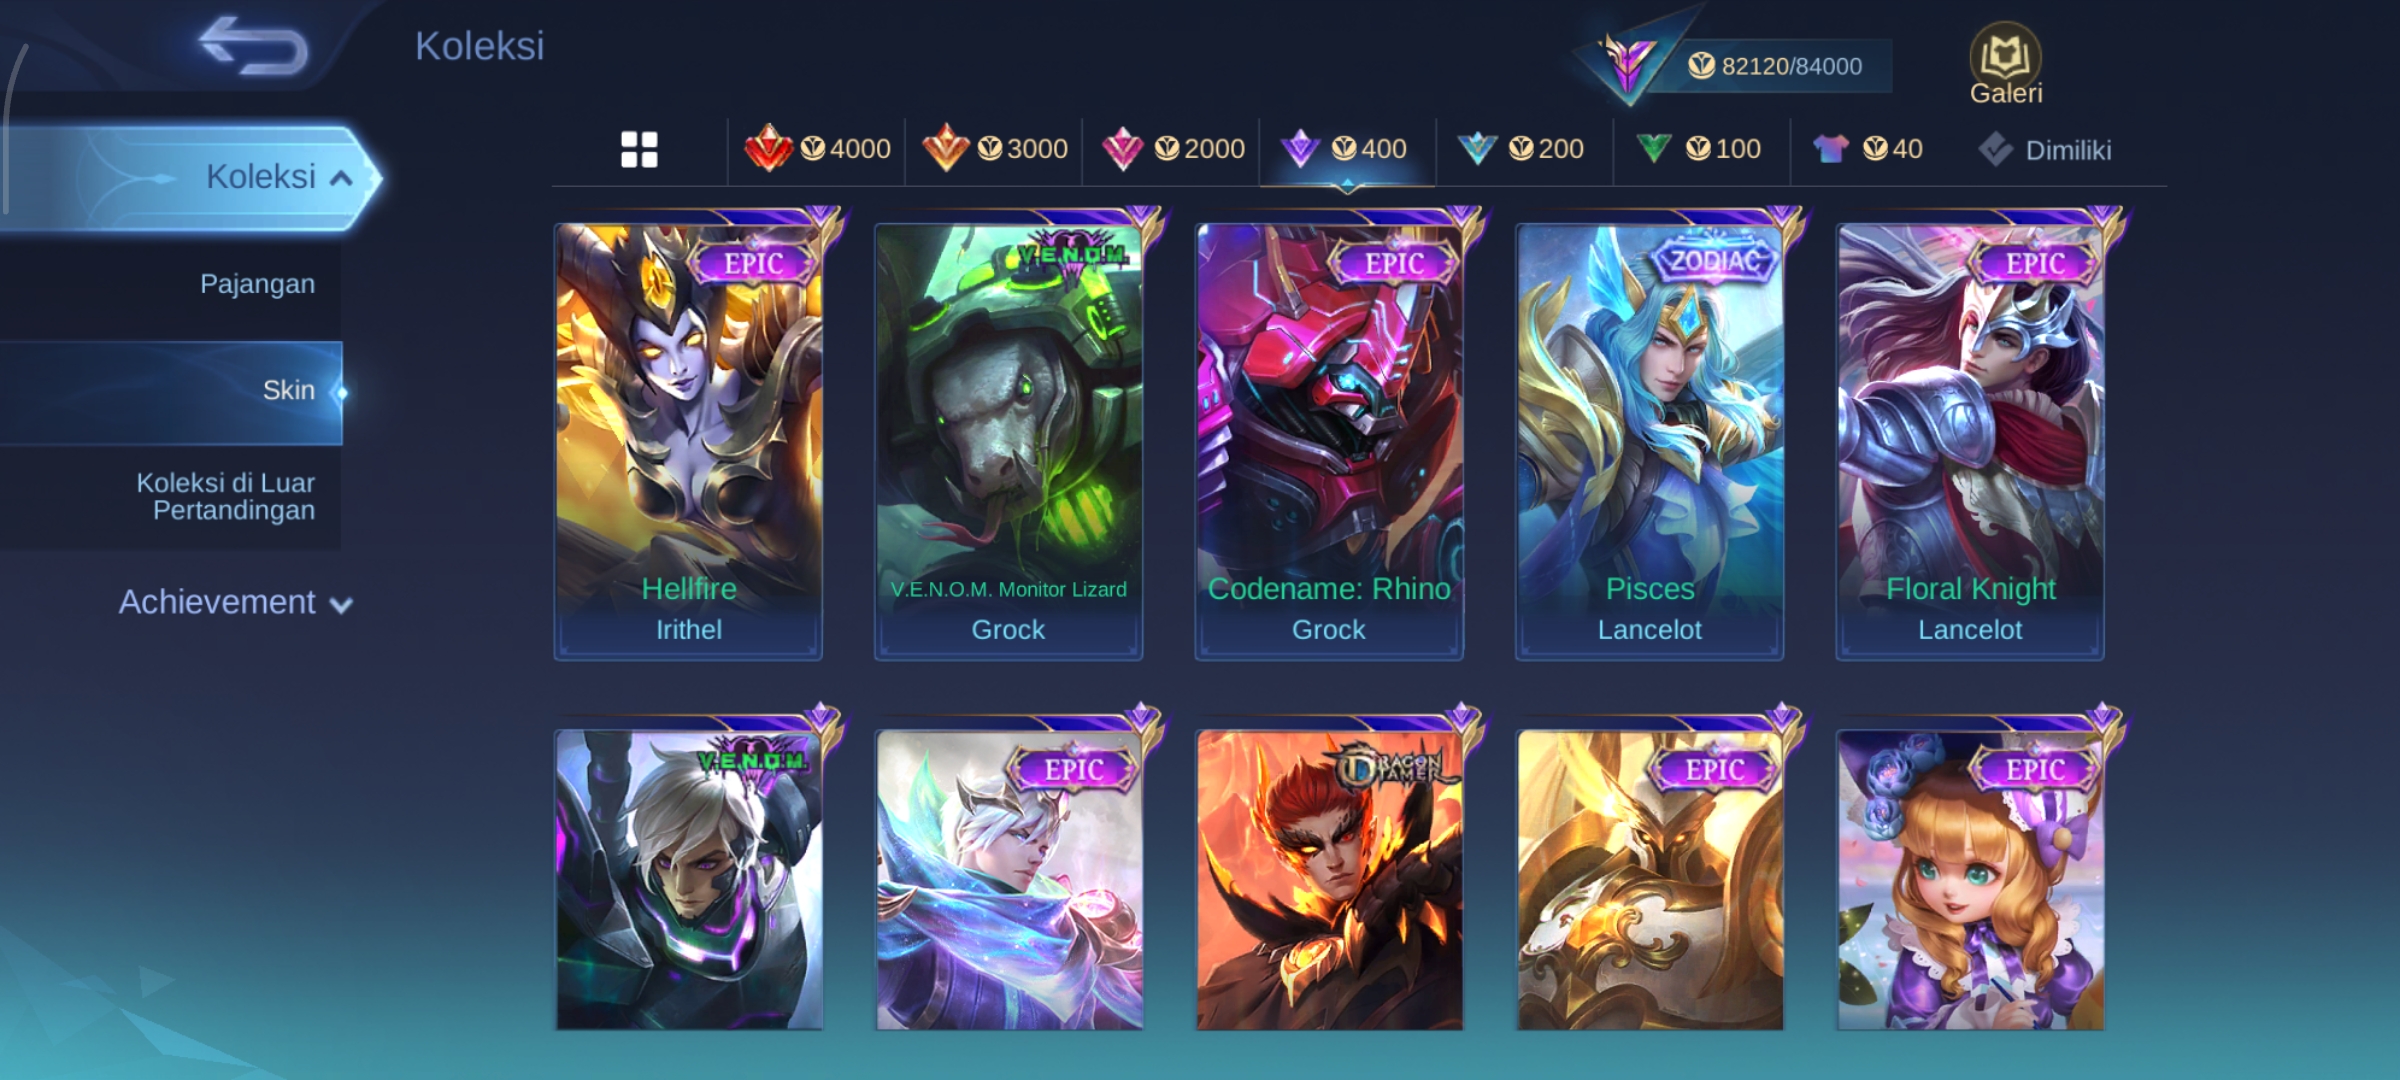 Koleksi
82120/84000
Galeri
4000
3000
2000
400
200
100
40
Dimiliki
Koleksi
Pajangan
Skin
Koleksi di Luar
Pertandingan
Achievement
EPIC
V.E.N.O.M.
EPIC
ZODIAC
EPIC
Hellfire
Irithel
V.E.N.O.M. Monitor Lizard
Grock
Codename: Rhino
Grock
Pisces
Lancelot
Floral Knight
Lancelot
V.E.N.O.M.
EPIC
DRAGON
TAMER
EPIC
EPIC